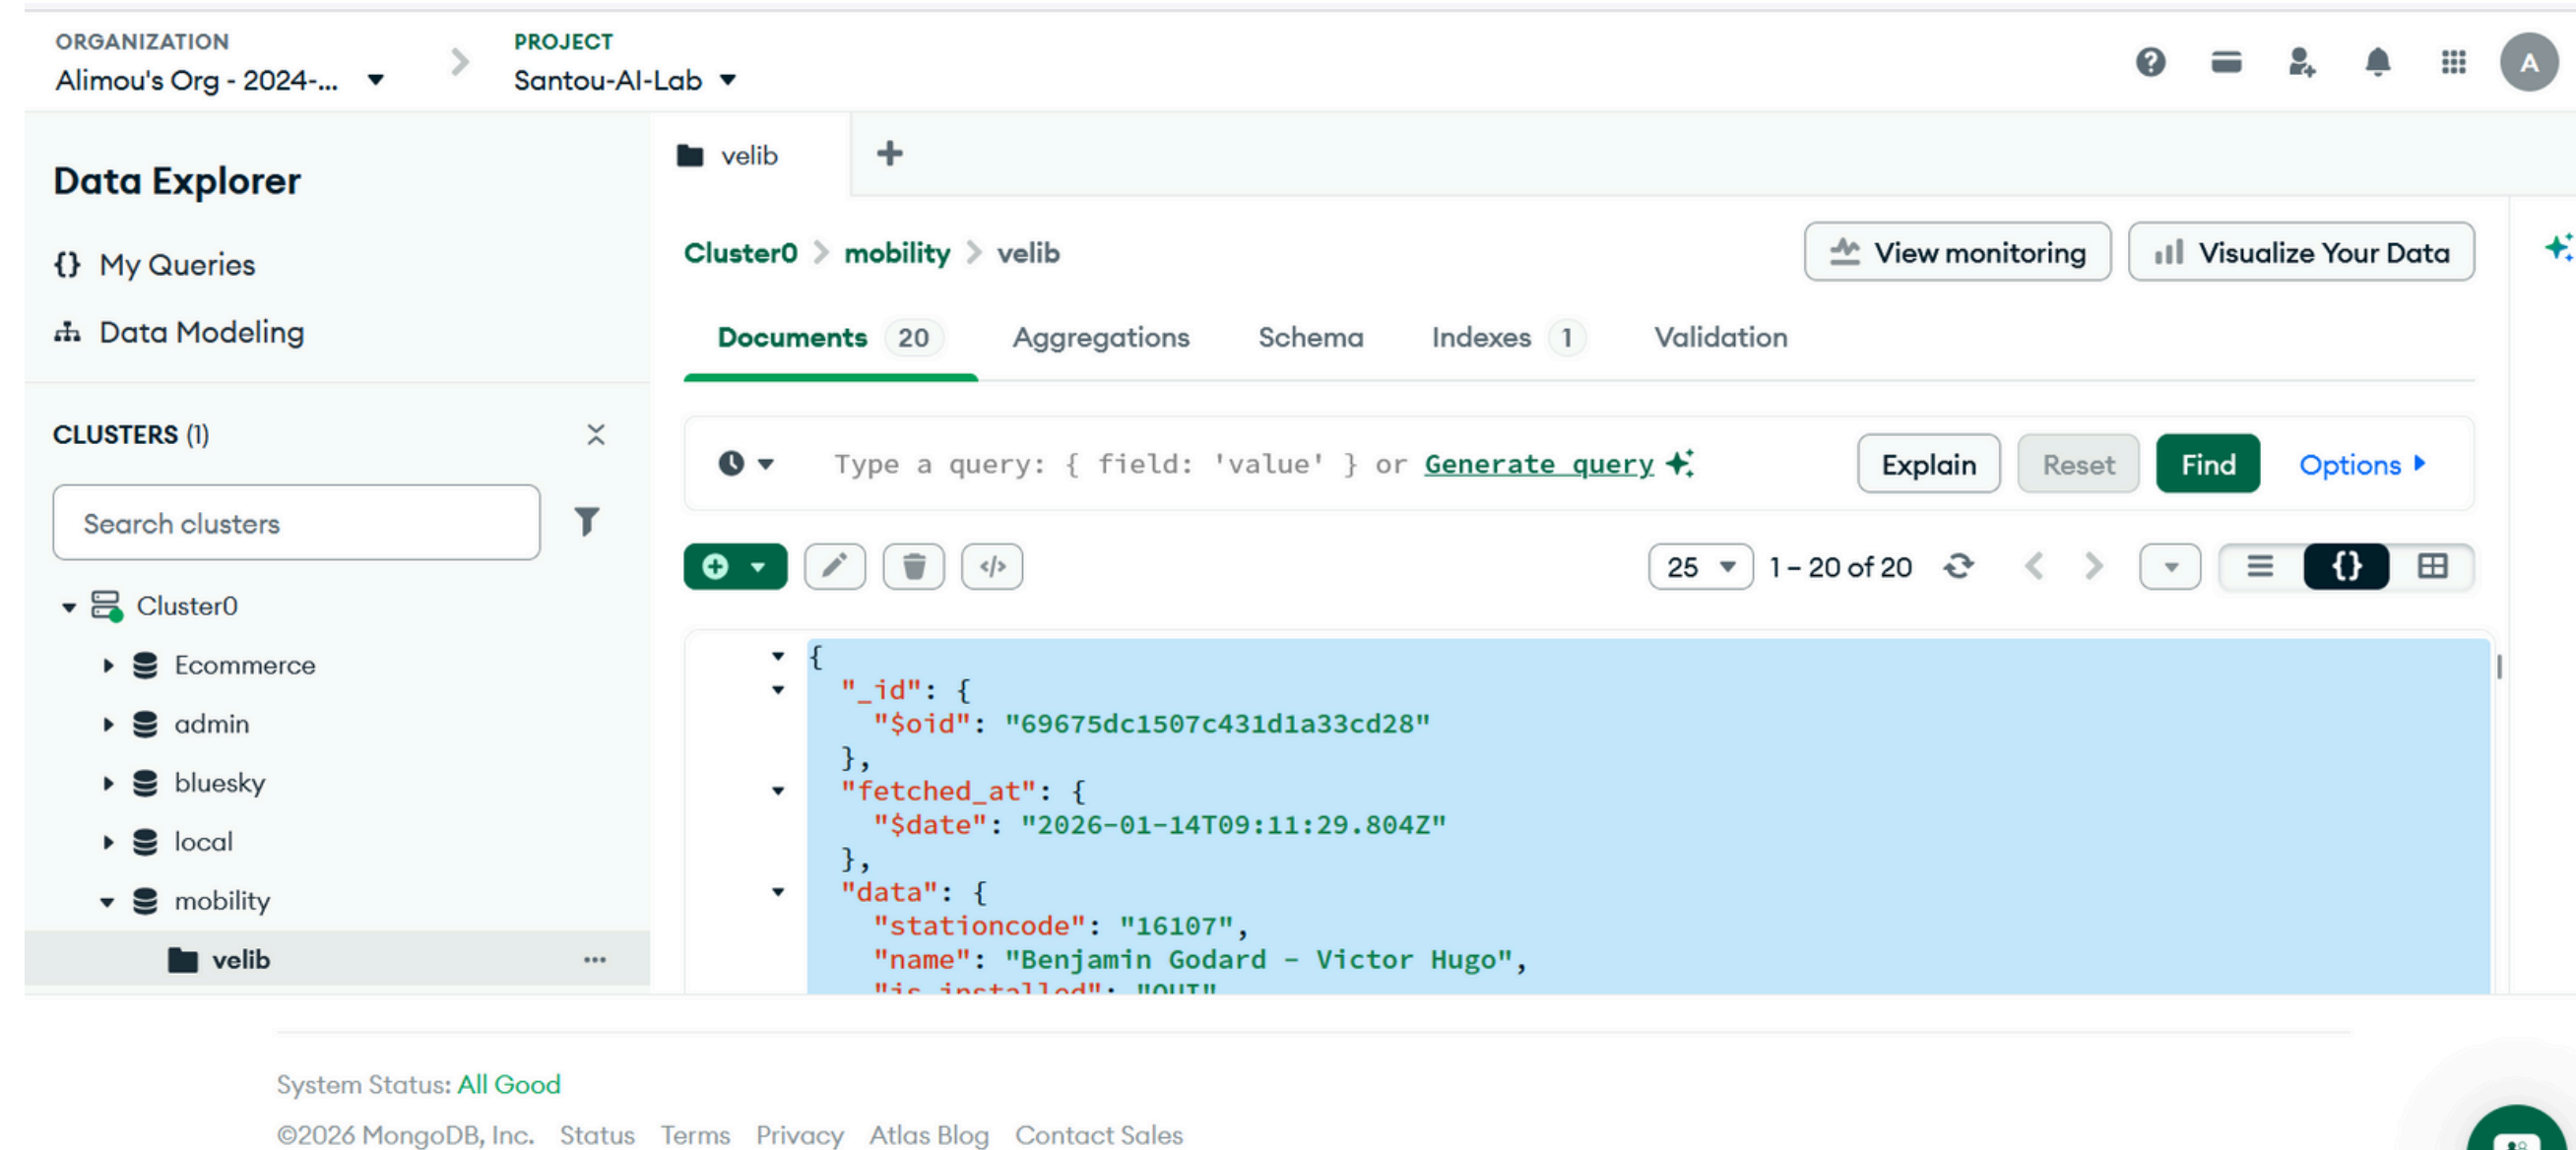 ORGANIZATION
Alimou's Org - 2024-...
PROJECT
Santou-AI-Lab
A
Data Explorer
My Queries
Data Modeling
CLUSTERS (1)
Search clusters
Cluster0
Ecommerce
admin
bluesky
local
mobility
velib
velib
Cluster0 > mobility > velib
View monitoring
Visualize Your Data
Documents 20 Aggregations Schema Indexes 1 Validation
Type a query: { field: 'value' } or Generate query
Explain Reset Find Options
25 1 – 20 of 20
{
"_id": {
"$oid": "69675dc1507c431d1a33cd28"
},
"fetched_at": {
"$date": "2026-01-14T09:11:29.804Z"
},
"data": {
"stationcode": "16107",
"name": "Benjamin Godard - Victor Hugo",
"is_installed": "OUI"
System Status: All Good
©2026 MongoDB, Inc. Status Terms Privacy Atlas Blog Contact Sales